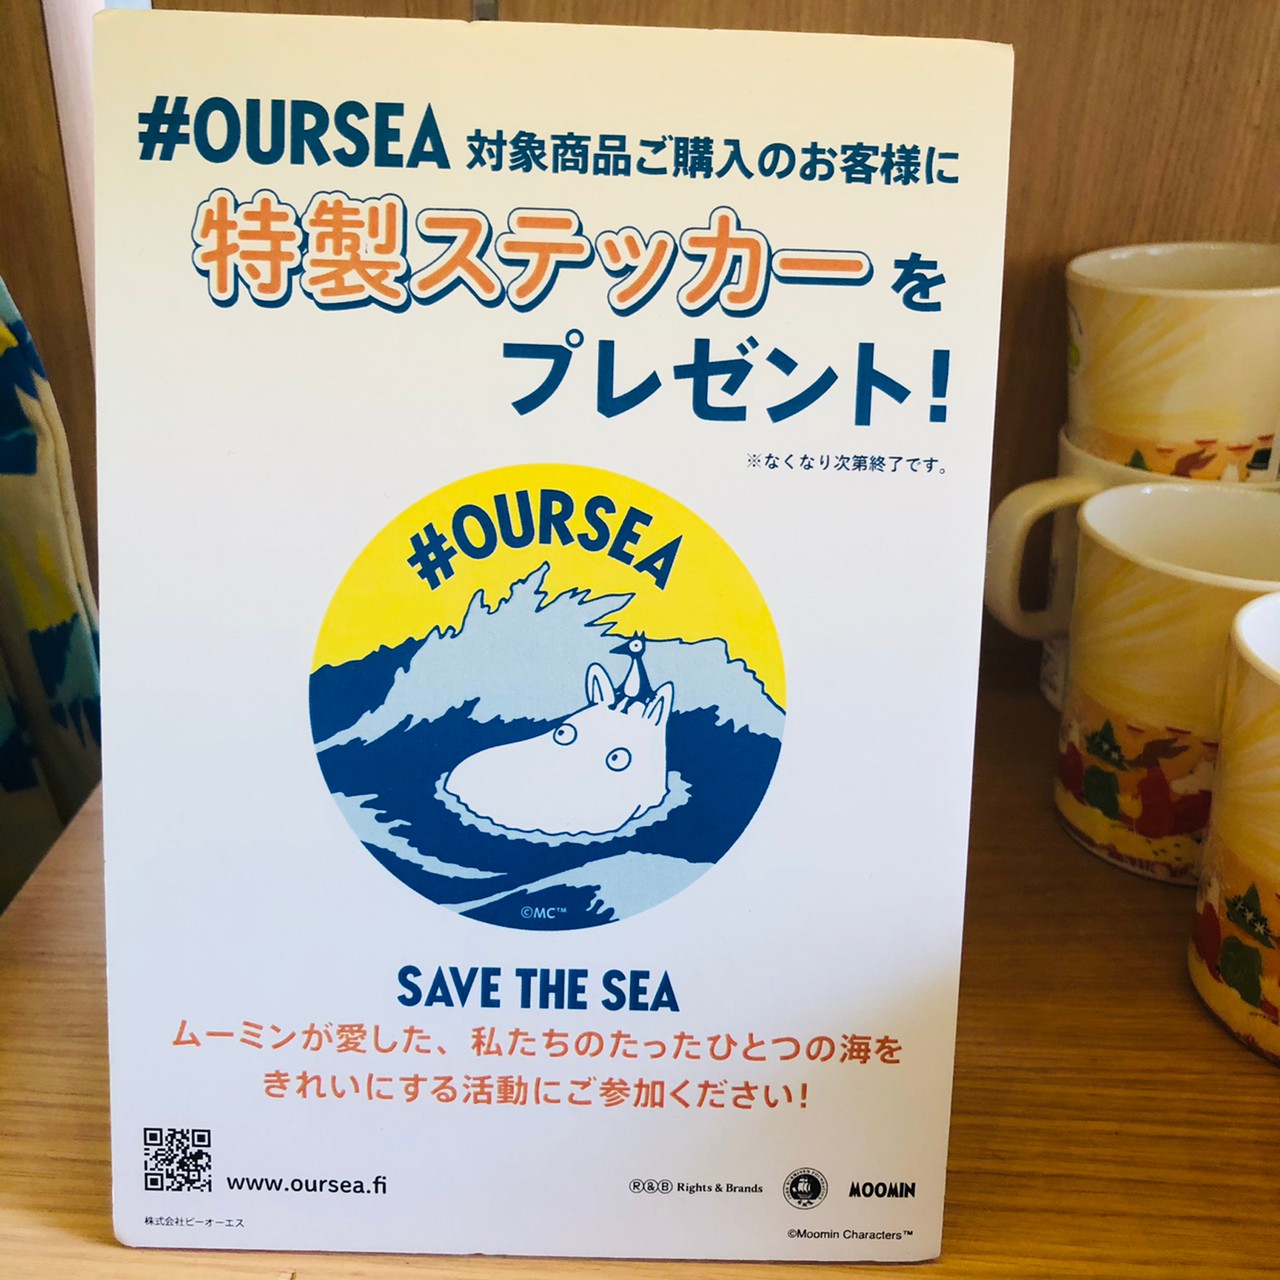 #OURSEA 対象商品ご購入のお客様に
特製ステッカーを
プレゼント!
※なくなり次第終了です。
#OURSEA
©MC™
SAVE THE SEA
ムーミンが愛した、私たちのたったひとつの海を
きれいにする活動にご参加ください!
www.oursea.fi
R&B Rights & Brands
MOOMIN
株式会社ビーオーエス
©Moomin Characters™